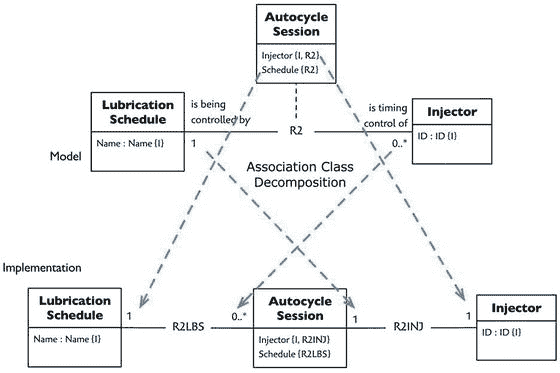 Autocycle
Session
Injector {I, R2}
Schedule {R2}
Lubrication
Schedule
Name : Name {I}
is being
controlled by
1
R2
is timing
control of
0..*
Injector
ID : ID {I}
Model
Association Class
Decomposition
Implementation
Lubrication
Schedule
Name : Name {I}
1
R2LBS
0..*
Autocycle
Session
Injector {I, R2INJ}
Schedule {R2LBS}
1
R2INJ
1
Injector
ID : ID {I}